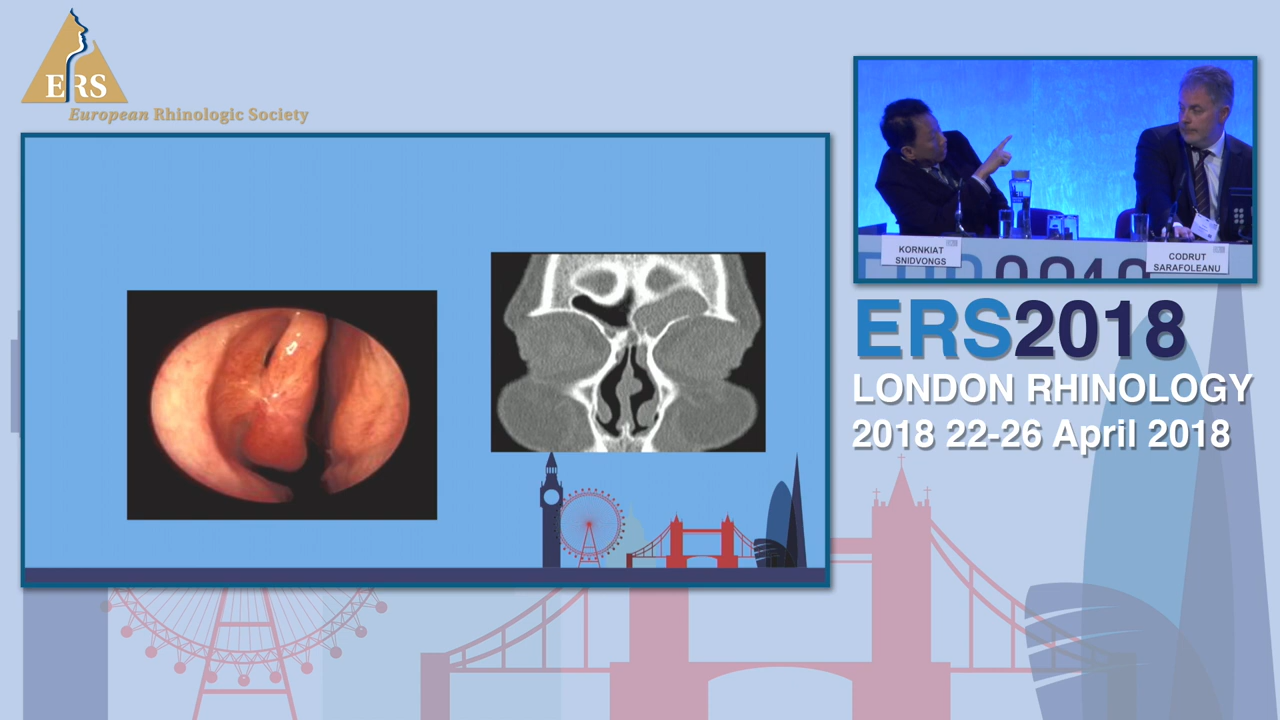 ERS
European Rhinologic Society
KORNKIAT
SNIDVONGS
CODRUT
SARAFOLEANU
ERS2018
LONDON RHINOLOGY
2018 22-26 April 2018